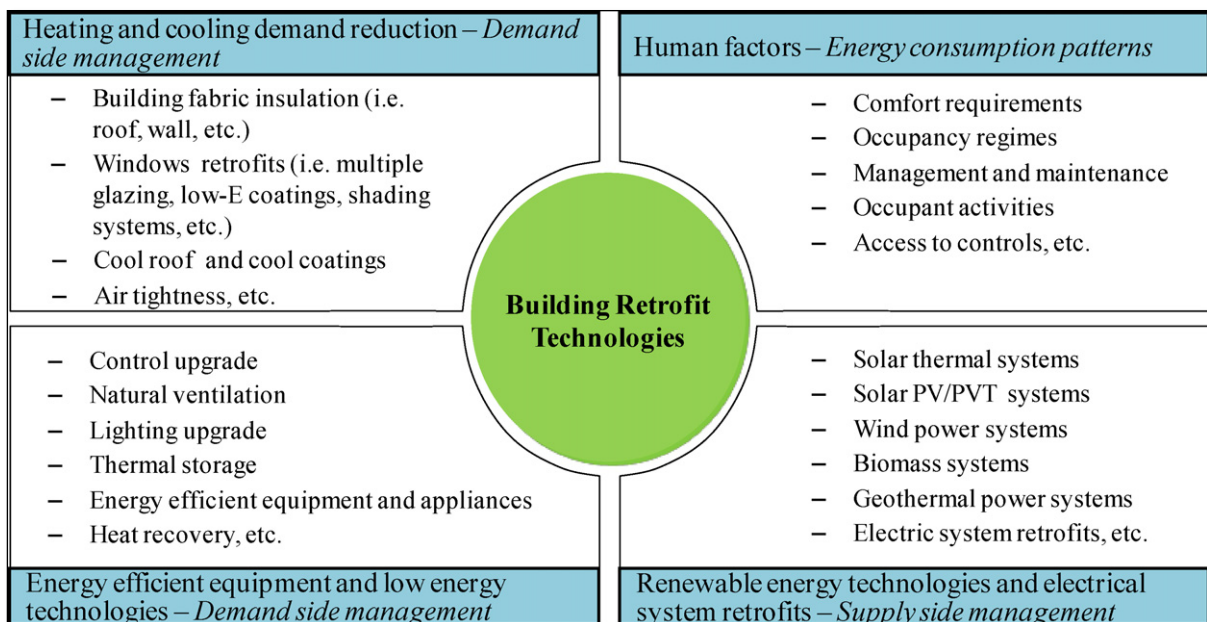 Heating and cooling demand reduction – Demand
side management
– Building fabric insulation (i.e.
roof, wall, etc.)
– Windows retrofits (i.e. multiple
glazing, low-E coatings, shading
systems, etc.)
– Cool roof and cool coatings
– Air tightness, etc.
Human factors – Energy consumption patterns
– Comfort requirements
– Occupancy regimes
– Management and maintenance
– Occupant activities
– Access to controls, etc.
Building Retrofit
Technologies
– Control upgrade
– Natural ventilation
– Lighting upgrade
– Thermal storage
– Energy efficient equipment and appliances
– Heat recovery, etc.
Energy efficient equipment and low energy
technologies – Demand side management
– Solar thermal systems
– Solar PV/PVT systems
– Wind power systems
– Biomass systems
– Geothermal power systems
– Electric system retrofits, etc.
Renewable energy technologies and electrical
system retrofits – Supply side management